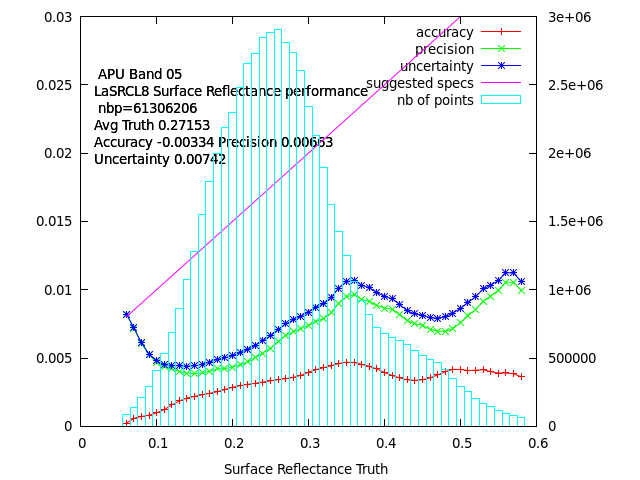 0.03
0.025
0.02
0.015
0.01
0.005
0
3e+06
2.5e+06
2e+06
1.5e+06
1e+06
500000
0
accuracy
precision
uncertainty
suggested specs
nb of points
APU Band 05
LaSRCL8 Surface Reflectance performance
nbp=61306206
Avg Truth 0.27153
Accuracy -0.00334 Precision 0.00663
Uncertainty 0.00742
0 0.1 0.2 0.3 0.4 0.5 0.6
Surface Reflectance Truth